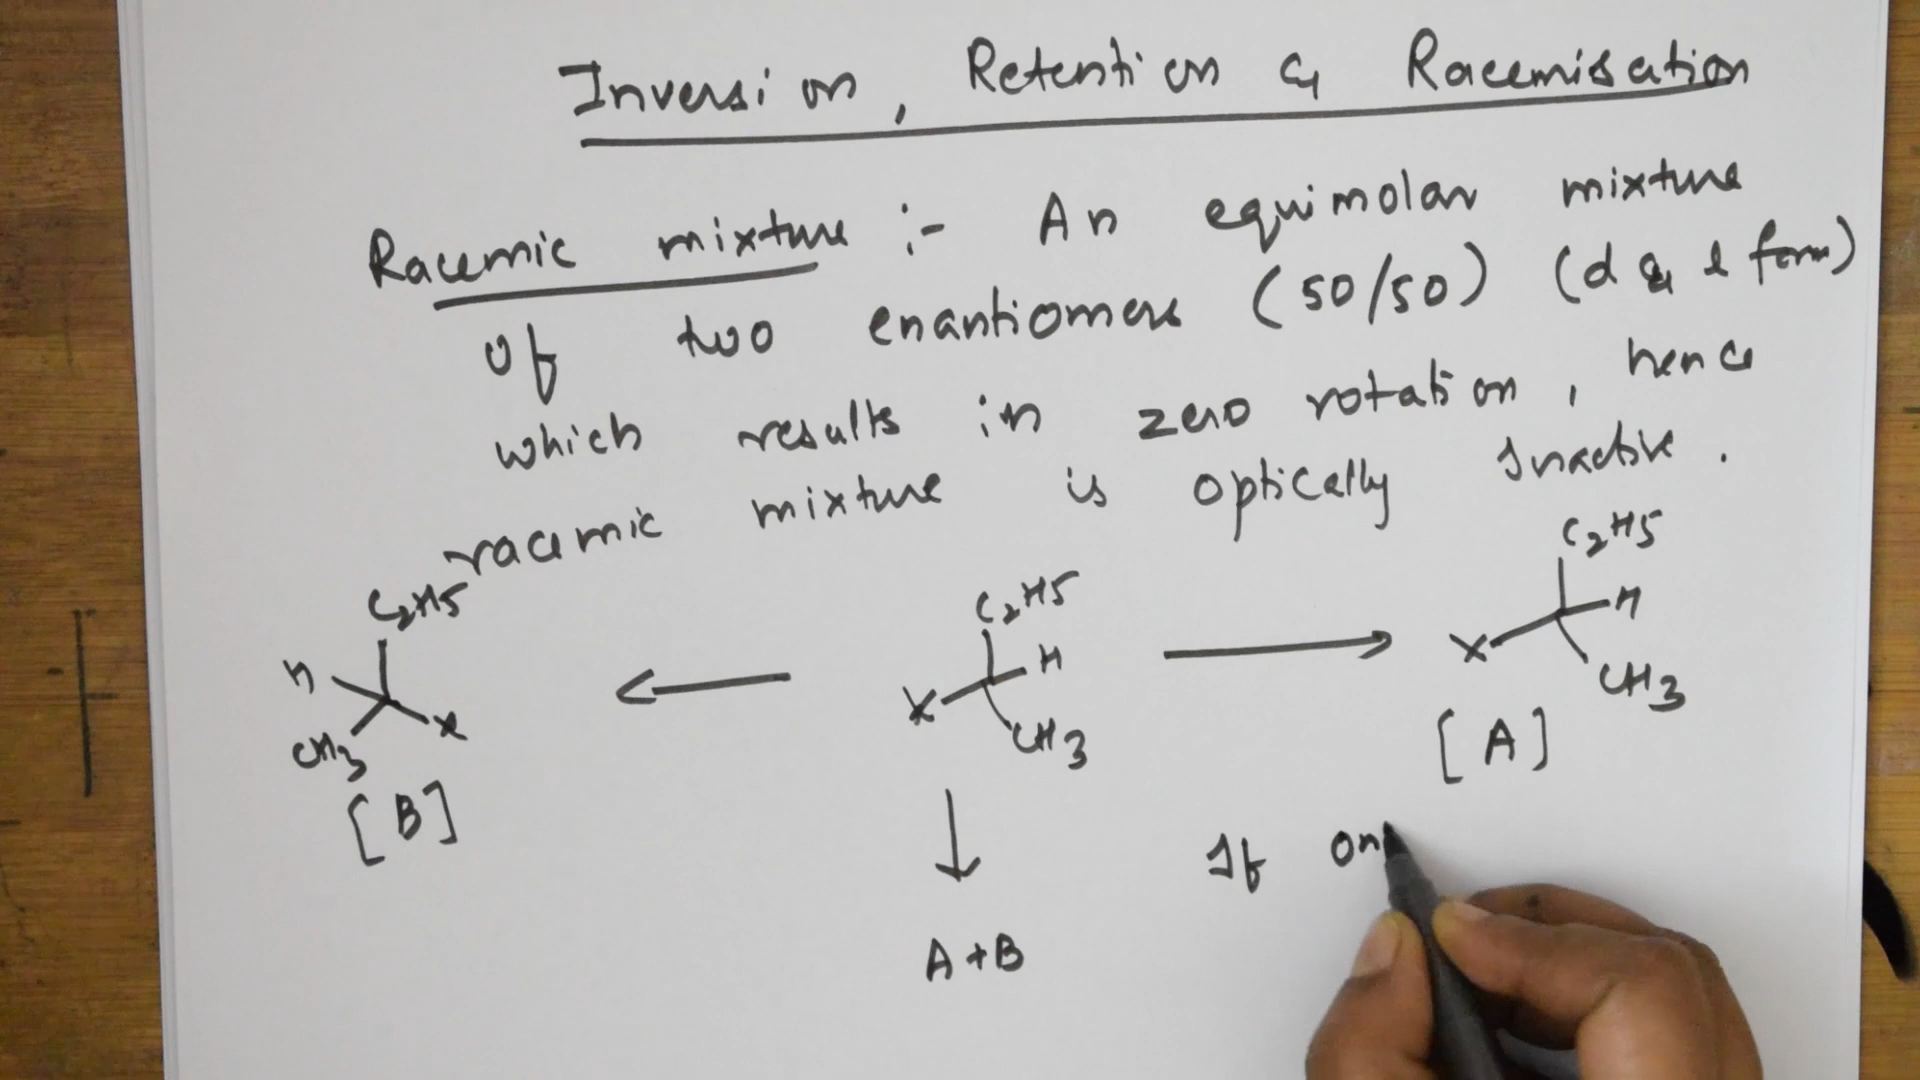 Inversion, Retention & Racemisation
Racemic mixture :- An equimolar mixture
of two enantiomers (50/50) (d & l form)
which results in zero rotation, hence
racemic mixture is optically Inactive.
C2H5 C2H5 C2H5
H H H
X X X
CH3 CH3 CH3
[B] [A]
If on
A+B